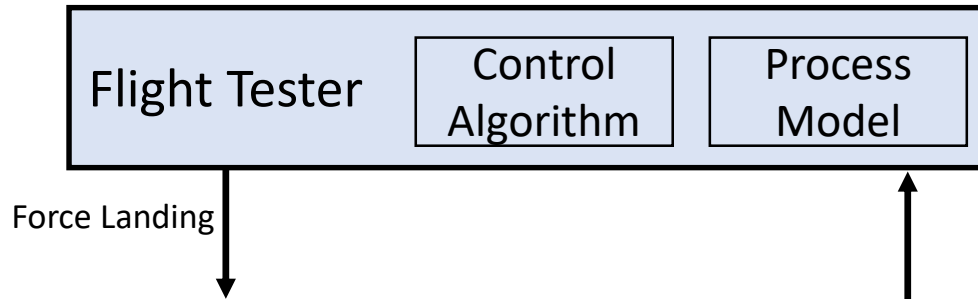 Flight Tester
Control
Algorithm
Process
Model
Force Landing